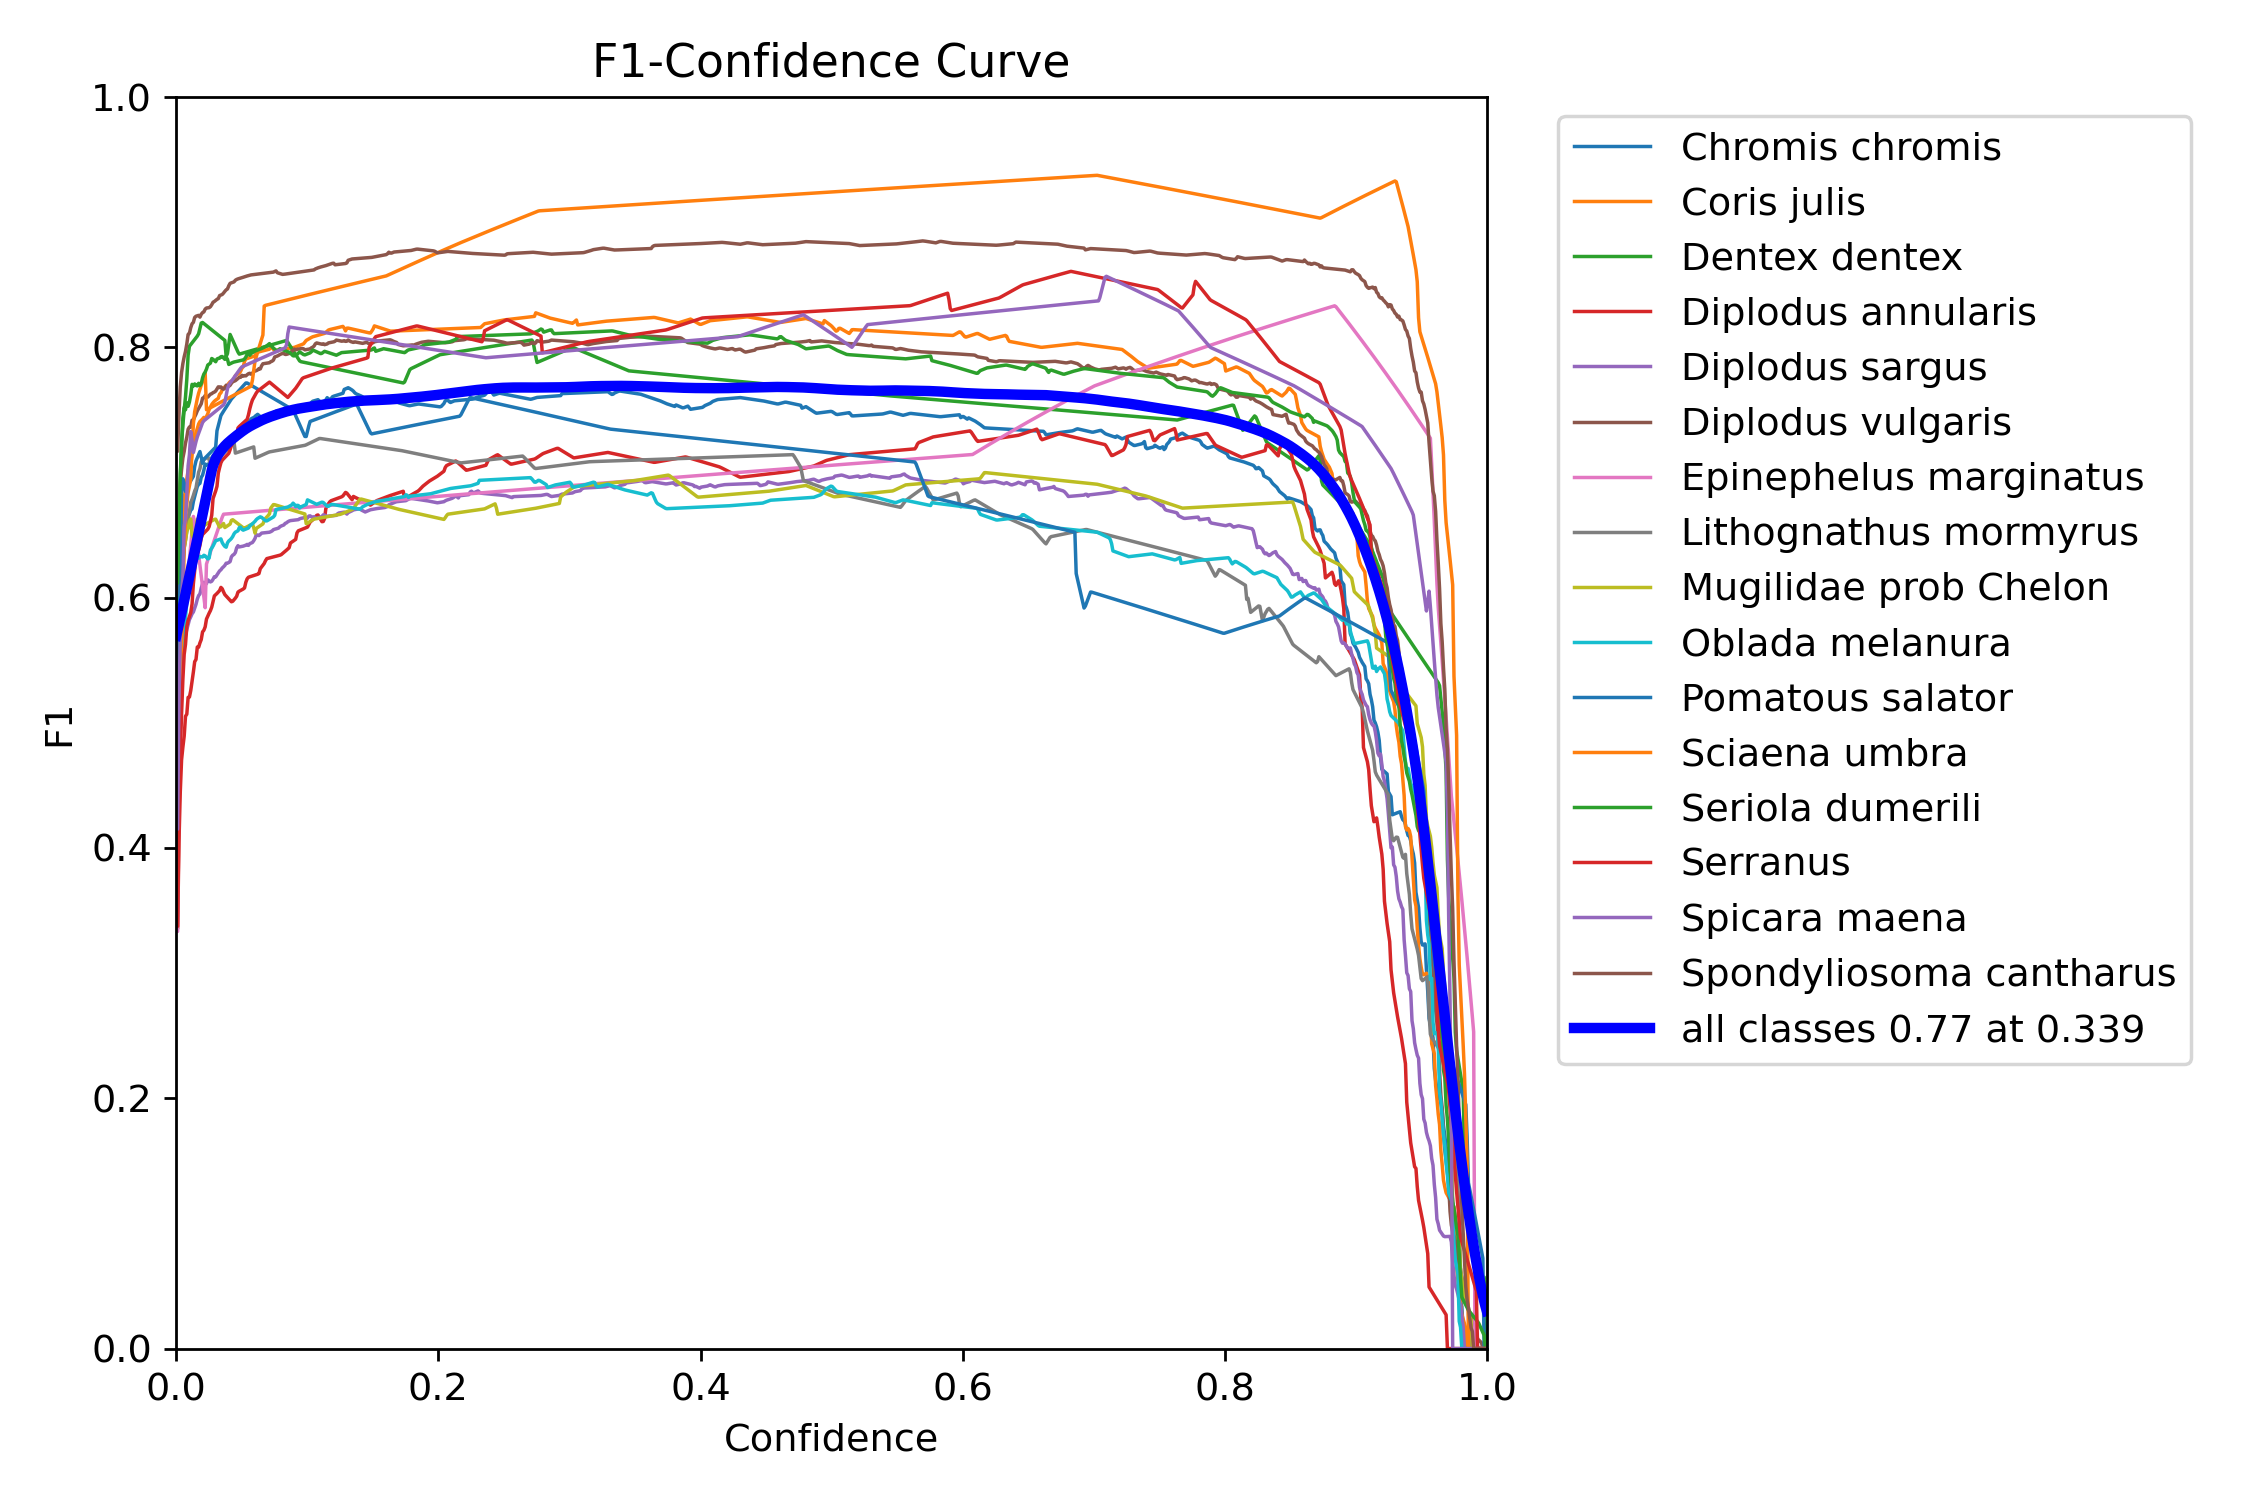 F1-Confidence Curve
1.0
0.8
0.6
0.4
0.2
0.0
F1
0.0 0.2 0.4 0.6 0.8 1.0
Confidence
Chromis chromis
Coris julis
Dentex dentex
Diplodus annularis
Diplodus sargus
Diplodus vulgaris
Epinephelus marginatus
Lithognathus mormyrus
Mugilidae prob Chelon
Oblada melanura
Pomatous salator
Sciaena umbra
Seriola dumerili
Serranus
Spicara maena
Spondyliosoma cantharus
all classes 0.77 at 0.339